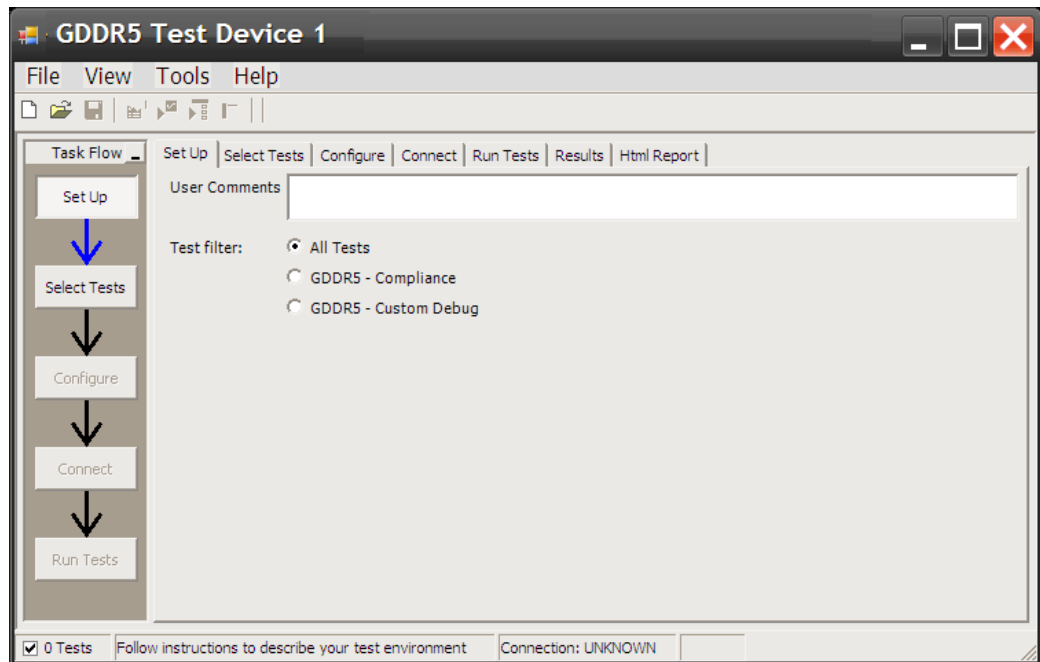 GDDR5 Test Device 1
File View Tools Help
Task Flow
Set Up
Select Tests
Configure
Connect
Run Tests
Set Up Select Tests Configure Connect Run Tests Results Html Report
User Comments
Test filter: All Tests
GDDR5 - Compliance
GDDR5 - Custom Debug
0 Tests Follow instructions to describe your test environment Connection: UNKNOWN